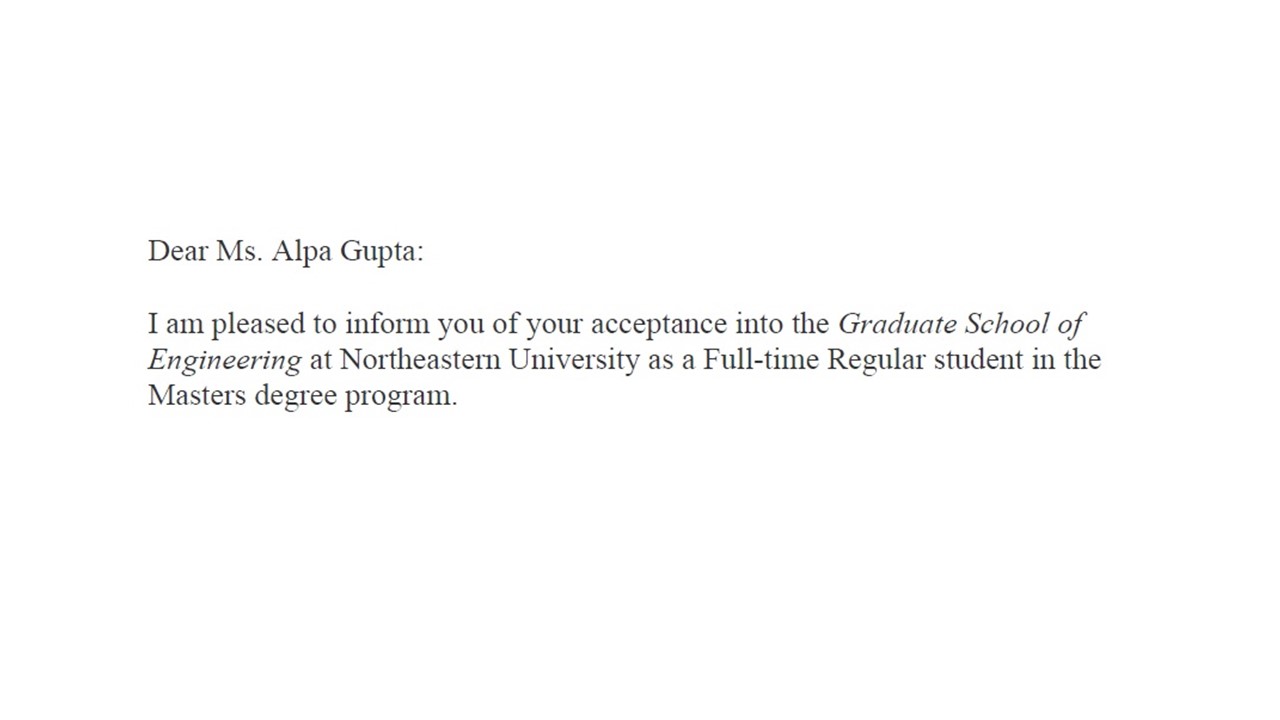 Dear Ms. Alpa Gupta:
I am pleased to inform you of your acceptance into the Graduate School of
Engineering at Northeastern University as a Full-time Regular student in the
Masters degree program.